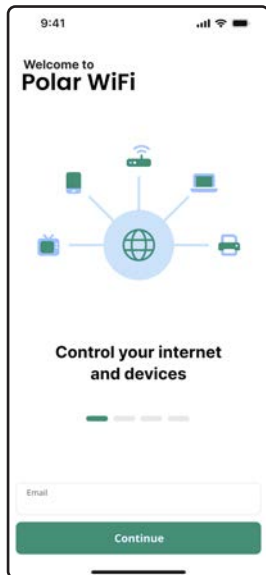 9:41
Welcome to
Polar WiFi
Control your internet
and devices
Email
Continue